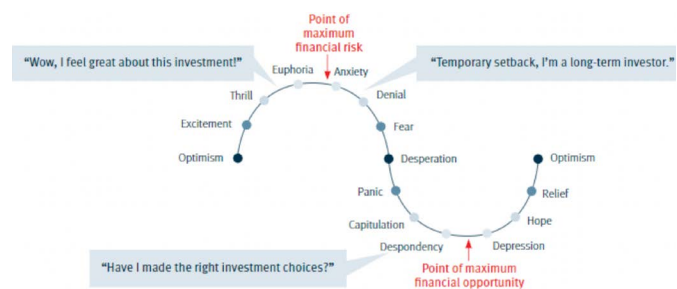 Point of
maximum
financial risk
“Wow, I feel great about this investment!”
“Temporary setback, I’m a long-term investor.”
Euphoria
Anxiety
Thrill
Denial
Excitement
Fear
Optimism
Desperation
Optimism
Panic
Relief
Capitulation
Hope
Despondency
Depression
“Have I made the right investment choices?”
Point of maximum
financial opportunity